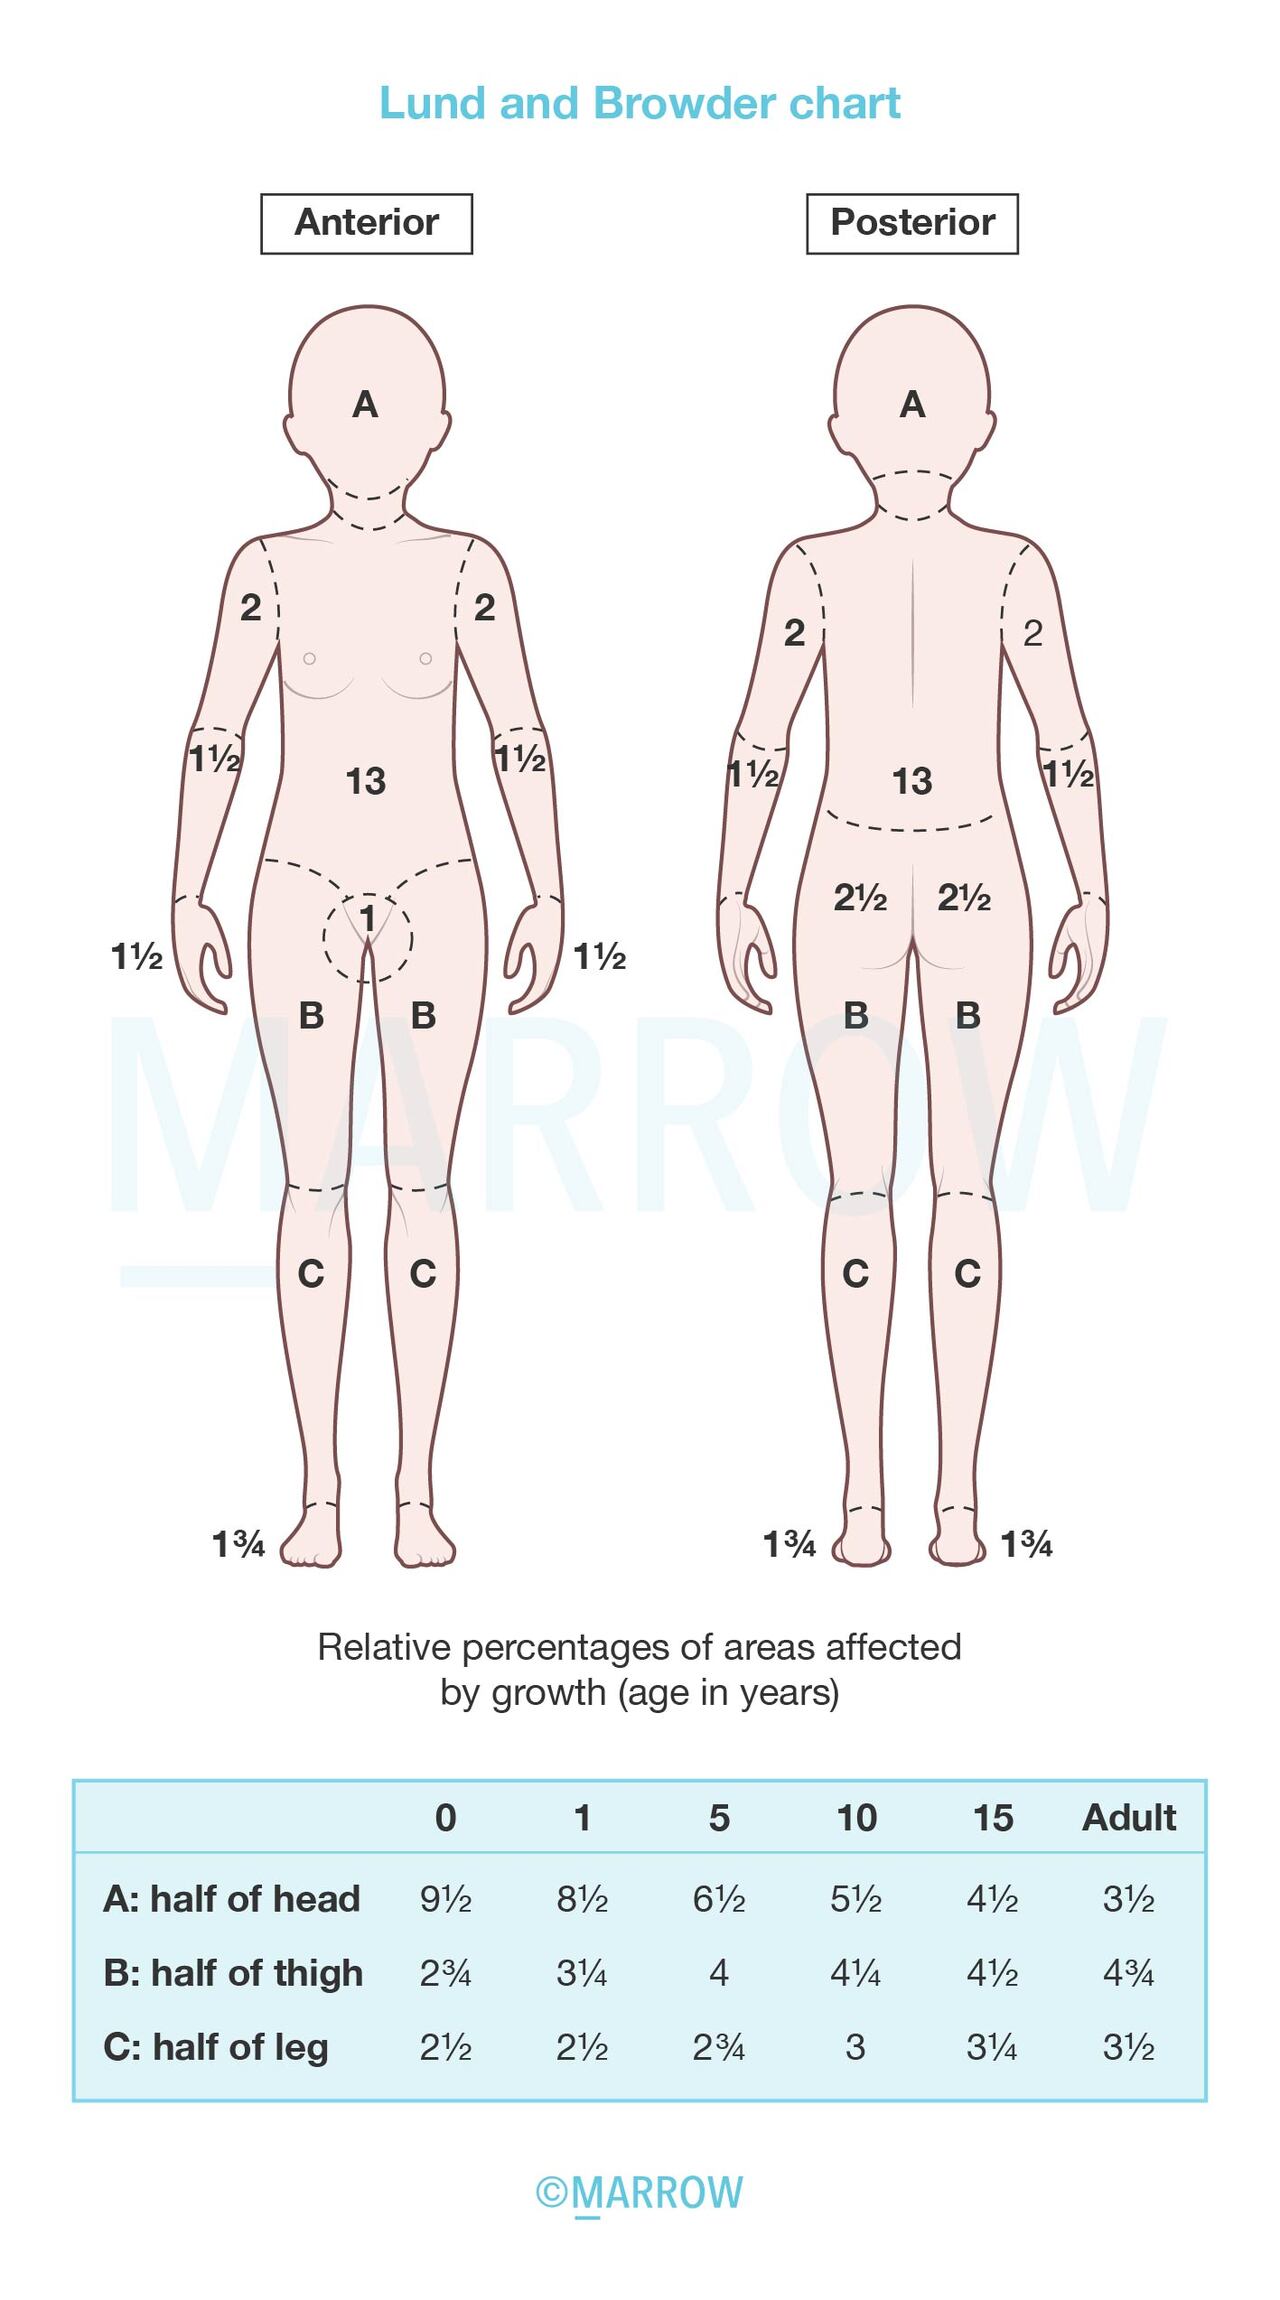 Lund and Browder chart
Anterior
Posterior
A
A
2
2
2
2
1½
1½
1½
1½
13
13
1
2½
2½
1½
1½
B
B
B
B
MARROW
C
C
C
C
1¾
1¾
1¾
Relative percentages of areas affected
by growth (age in years)
0 1 5 10 15 Adult
A: half of head 9½ 8½ 6½ 5½ 4½ 3½
B: half of thigh 2¾ 3¼ 4 4¼ 4½ 4¾
C: half of leg 2½ 2½ 2¾ 3 3¼ 3½
©MARROW